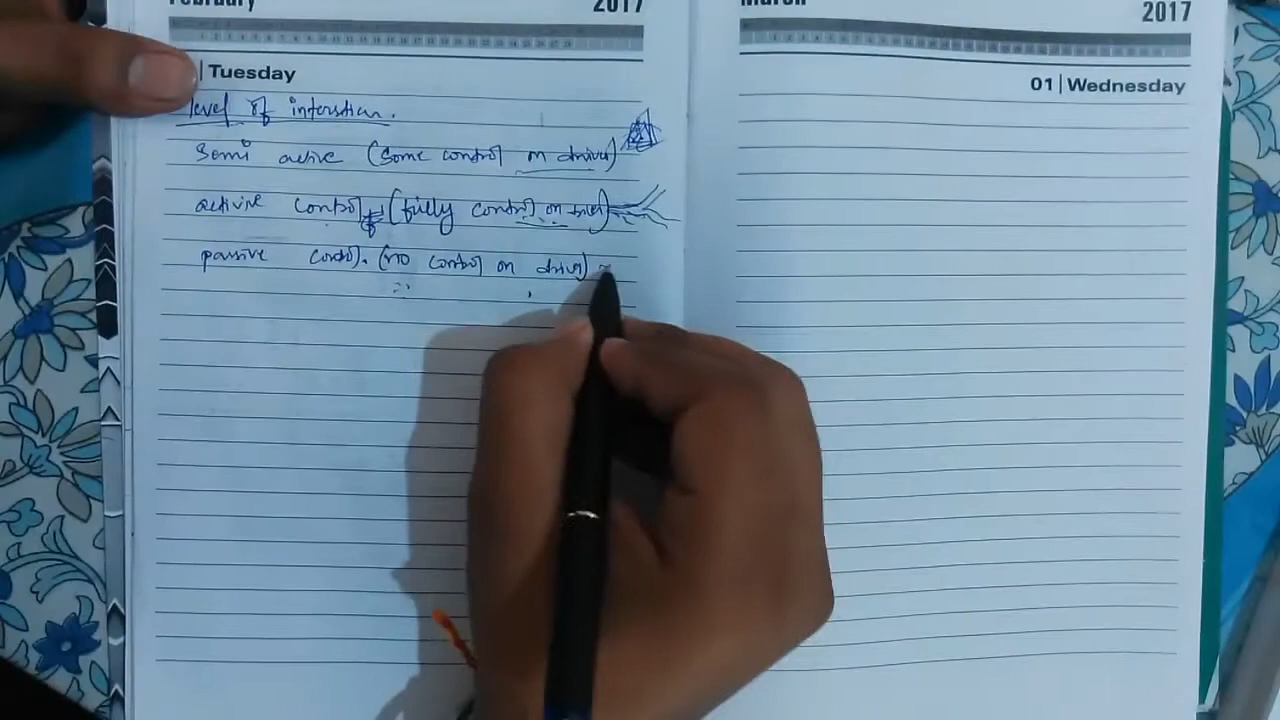 February 2017
Tuesday
level of interaction.
Semi active (Some control on driver)
active control (fully control on driver)
passive control. (no control on driver)
March 2017
01 | Wednesday